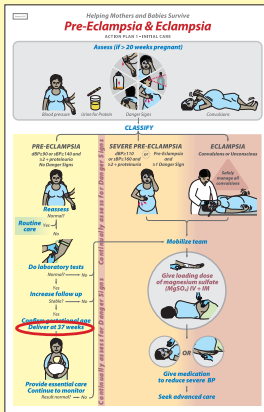 Helping Mothers and Babies Survive
Pre-Eclampsia & Eclampsia
ACTION PLAN 1 • INITIAL CARE
Assess (if > 20 weeks pregnant)
Blood pressure
Urine for Protein
Danger Signs
Convulsions
CLASSIFY
PRE-ECLAMPSIA
dBP≥90 or sBP≥140 and
≥2 + proteinuria
No Danger Signs
Reassess
Normal?
Yes
Routine
care
No
Do laboratory tests
Normal?
No
Yes
Increase follow up
Stable?
No
Yes
Confirm gestational age
Deliver at 37 weeks
Provide essential care
Continue to monitor
Result normal?
No
Continually assess for Danger Signs
Continually assess for Danger Signs
SEVERE PRE-ECLAMPSIA
dBP≥110
or sBP≥160 and
≥2 + proteinuria
or
Pre-Eclampsia
and
≥1 Danger Sign
ECLAMPSIA
Convulsions or Unconscious
Safely
manage all
convulsions
Mobilize team
Give loading dose
of magnesium sulfate
(MgSO₄) IV + IM
OR
Give medication
to reduce severe BP
Seek advanced care